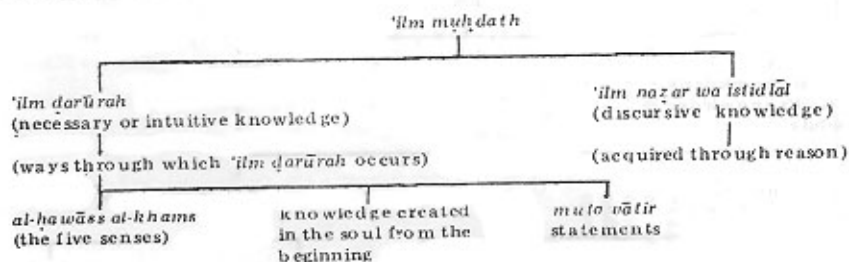 'ilm muḥdath
'ilm ḍarūrah
(necessary or intuitive knowledge)
'ilm naẓar wa istidlāl
(discursive knowledge)
(ways through which 'ilm ḍarūrah occurs)
(acquired through reason)
al-ḥawāss al-khams
(the five senses)
knowledge created
in the soul from the
beginning
mutovātir
statements